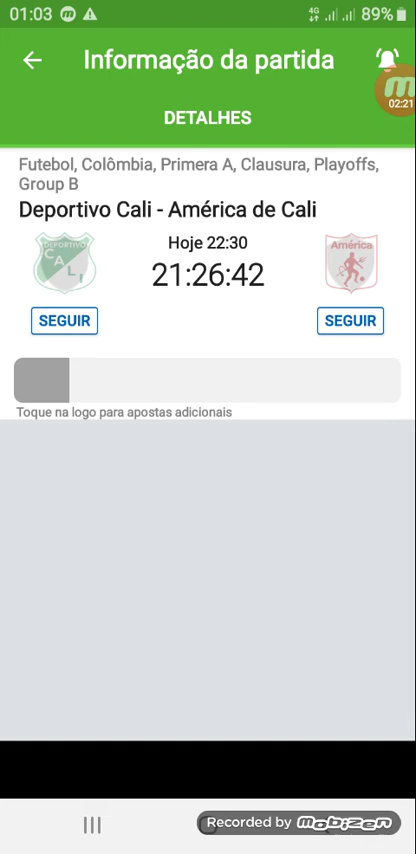 01:03 m 4G 89%
Informação da partida
m
02:21
DETALHES
Futebol, Colômbia, Primera A, Clausura, Playoffs,
Group B
Deportivo Cali - América de Cali
DEPORTIVO
CALI
Hoje 22:30
21:26:42
América
SEGUIR
SEGUIR
Toque na logo para apostas adicionais
Recorded by mobizen